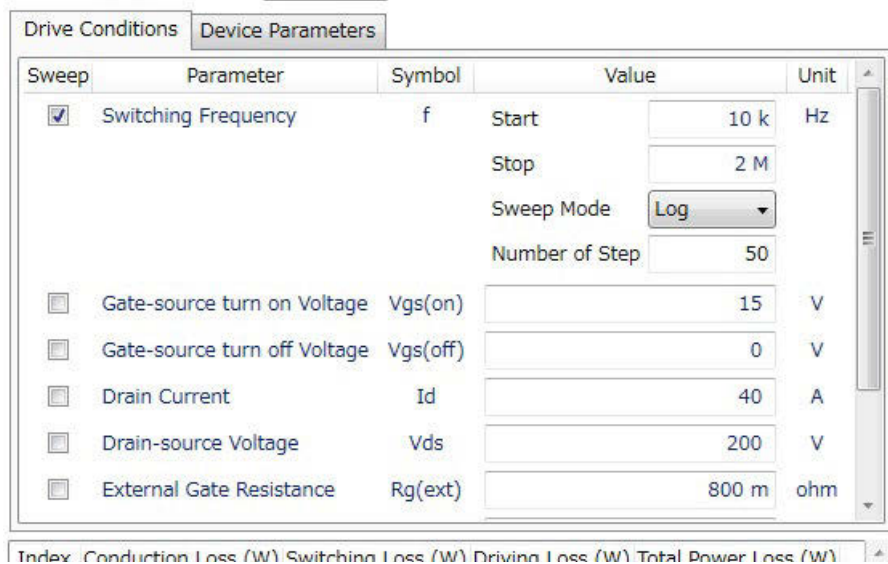 Drive Conditions Device Parameters
Sweep Parameter Symbol Value Unit
Switching Frequency f Start 10 k Hz
Stop 2 M
Sweep Mode Log
Number of Step 50
Gate-source turn on Voltage Vgs(on) 15 V
Gate-source turn off Voltage Vgs(off) 0 V
Drain Current Id 40 A
Drain-source Voltage Vds 200 V
External Gate Resistance Rg(ext) 800 m ohm
Index Conduction Loss (W) Switching Loss (W) Driving Loss (W) Total Power Loss (W)